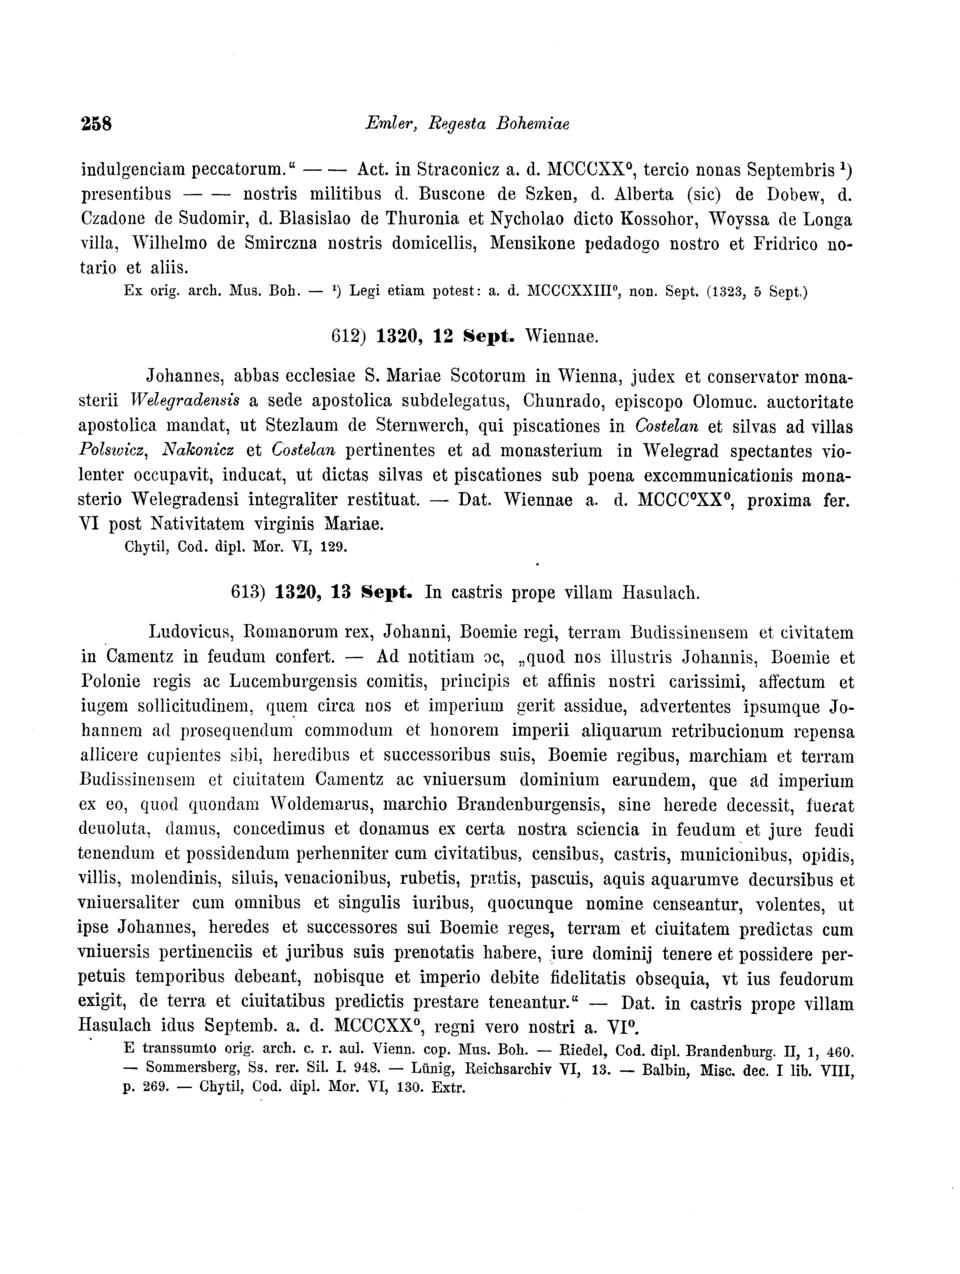 258 Emler, Regesta Bohemiae
indulgenciam peccatorum.“ — — Act. in Straconicz a. d. MCCCXX⁰, tercio nonas Septembris ¹)
presentibus — — nostris militibus d. Buscone de Szken, d. Alberta (sic) de Dobew, d.
Czadone de Sudomir, d. Blasislao de Thuronia et Nycholao dicto Kossohor, Woyssa de Longa
villa, Wilhelmo de Smirczna nostris domicellis, Mensikone pedadogo nostro et Fridrico no-
tario et aliis.
Ex orig. arch. Mus. Boh. — ¹) Legi etiam potest: a. d. MCCCXXIII⁰, non. Sept. (1323, 5 Sept.)
612) 1320, 12 Sept. Wiennae.
Johannes, abbas ecclesiae S. Mariae Scotorum in Wienna, judex et conservator mona-
sterii Welegradensis a sede apostolica subdelegatus, Chunrado, episcopo Olomuc. auctoritate
apostolica mandat, ut Stezlaum de Sternwerch, qui piscationes in Costelan et silvas ad villas
Polswicz, Nakonicz et Costelan pertinentes et ad monasterium in Welegrad spectantes vio-
lenter occupavit, inducat, ut dictas silvas et piscationes sub poena excommunicationis mona-
sterio Welegradensi integraliter restituat. — Dat. Wiennae a. d. MCCC⁰XX⁰, proxima fer.
VI post Nativitatem virginis Mariae.
Chytil, Cod. dipl. Mor. VI, 129.
613) 1320, 13 Sept. In castris prope villam Hasulach.
Ludovicus, Romanorum rex, Johanni, Boemie regi, terram Budissinensem et civitatem
in Camentz in feudum confert. — Ad notitiam ɔc, „quod nos illustris Johannis, Boemie et
Polonie regis ac Lucemburgensis comitis, principis et affinis nostri carissimi, affectum et
iugem sollicitudinem, quem circa nos et imperium gerit assidue, advertentes ipsumque Jo-
hannem ad prosequendum commodum et honorem imperii aliquarum retribucionum repensa
allicere cupientes sibi, heredibus et successoribus suis, Boemie regibus, marchiam et terram
Budissinensem et ciuitatem Camentz ac vniuersum dominium earundem, que ad imperium
ex eo, quod quondam Woldemarus, marchio Brandenburgensis, sine herede decessit, fuerat
deuoluta, damus, concedimus et donamus ex certa nostra sciencia in feudum et jure feudi
tenendum et possidendum perhenniter cum civitatibus, censibus, castris, municionibus, opidis,
villis, molendinis, siluis, venacionibus, rubetis, pratis, pascuis, aquis aquarumve decursibus et
vniuersaliter cum omnibus et singulis iuribus, quocunque nomine censeantur, volentes, ut
ipse Johannes, heredes et successores sui Boemie reges, terram et ciuitatem predictas cum
vniuersis pertinenciis et juribus suis prenotatis habere, iure dominij tenere et possidere per-
petuis temporibus debeant, nobisque et imperio debite fidelitatis obsequia, vt ius feudorum
exigit, de terra et ciuitatibus predictis prestare teneantur.“ — Dat. in castris prope villam
Hasulach idus Septemb. a. d. MCCCXX⁰, regni vero nostri a. VI⁰.
E transsumto orig. arch. c. r. aul. Vienn. cop. Mus. Boh. — Riedel, Cod. dipl. Brandenburg. II, 1, 460.
— Sommersberg, Ss. rer. Sil. I. 948. — Lünig, Reichsarchiv VI, 13. — Balbin, Misc. dec. I lib. VIII,
p. 269. — Chytil, Cod. dipl. Mor. VI, 130. Extr.